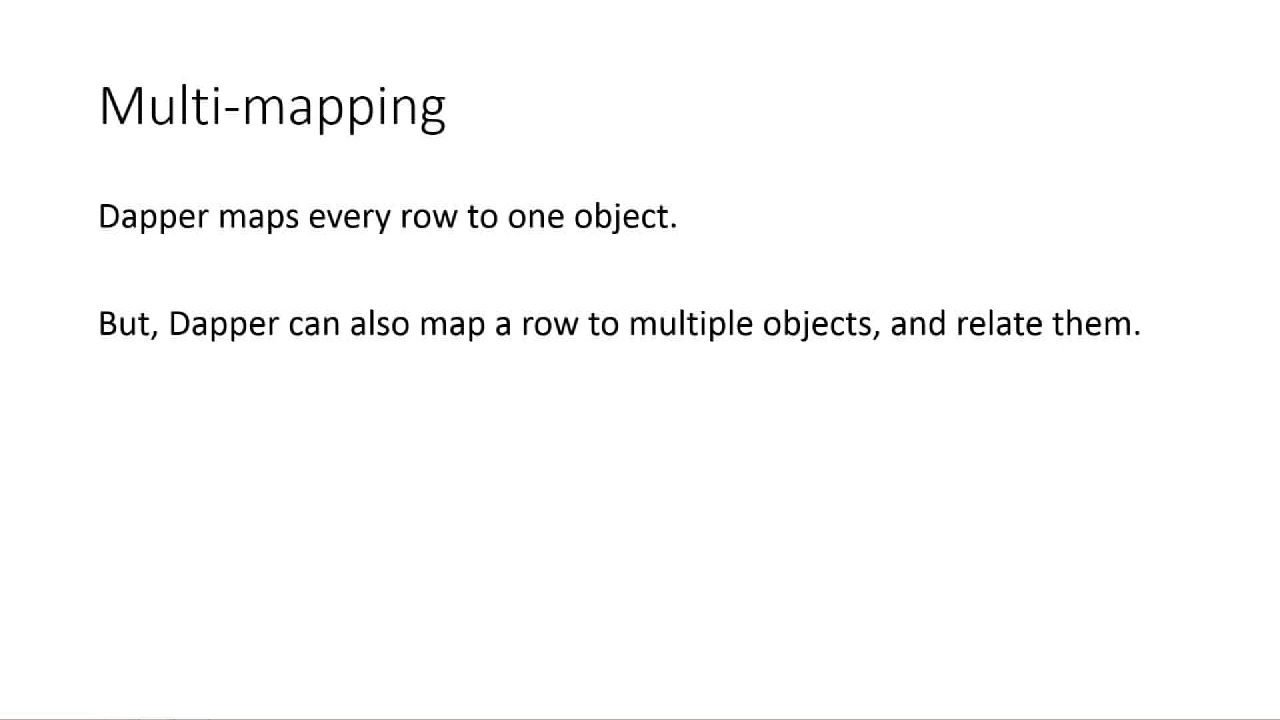 Multi-mapping
Dapper maps every row to one object.
But, Dapper can also map a row to multiple objects, and relate them.